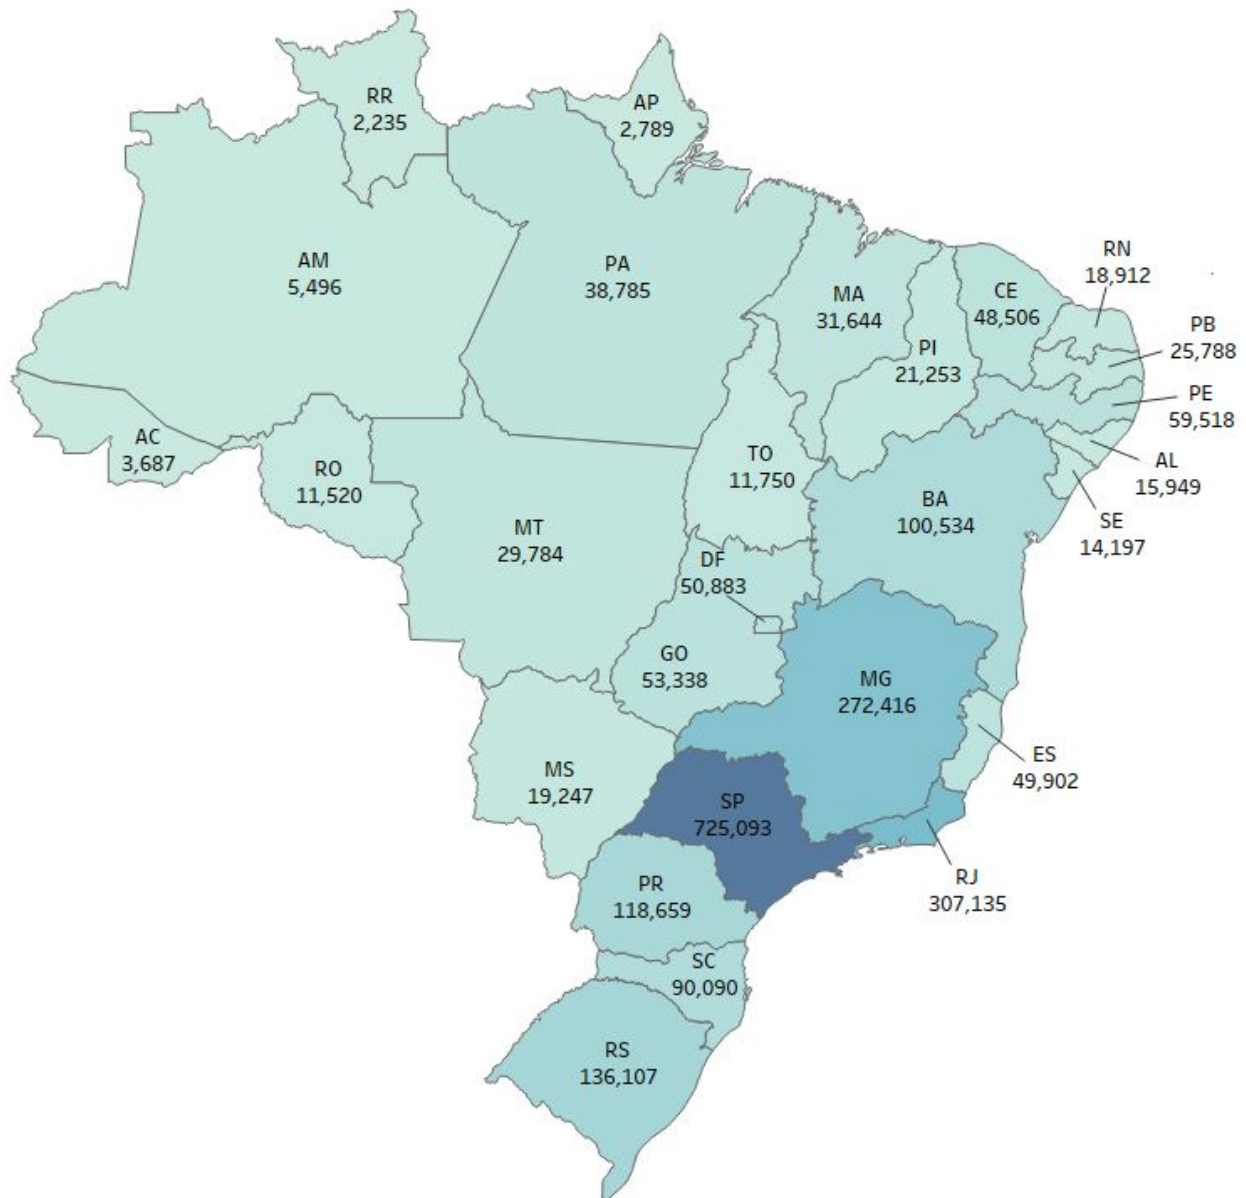 RR
2,235
AP
2,789
AM
5,496
PA
38,785
MA
31,644
CE
48,506
RN
18,912
PB
25,788
PI
21,253
PE
59,518
AC
3,687
RO
11,520
TO
11,750
AL
15,949
BA
100,534
SE
14,197
MT
29,784
DF
50,883
GO
53,338
MG
272,416
ES
49,902
MS
19,247
SP
725,093
RJ
307,135
PR
118,659
SC
90,090
RS
136,107